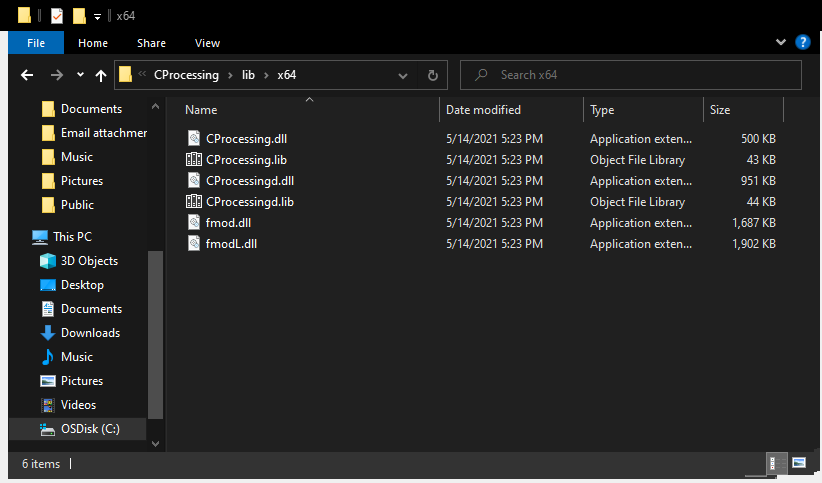 x64
File Home Share View
CProcessing lib x64 Search x64
Documents
Email attachmer
Music
Pictures
Public
This PC
3D Objects
Desktop
Documents
Downloads
Music
Pictures
Videos
OSDisk (C:)
Name Date modified Type Size
CProcessing.dll 5/14/2021 5:23 PM Application exten... 500 KB
CProcessing.lib 5/14/2021 5:23 PM Object File Library 43 KB
CProcessingd.dll 5/14/2021 5:23 PM Application exten... 951 KB
CProcessingd.lib 5/14/2021 5:23 PM Object File Library 44 KB
fmod.dll 5/14/2021 5:23 PM Application exten... 1,687 KB
fmodL.dll 5/14/2021 5:23 PM Application exten... 1,902 KB
6 items